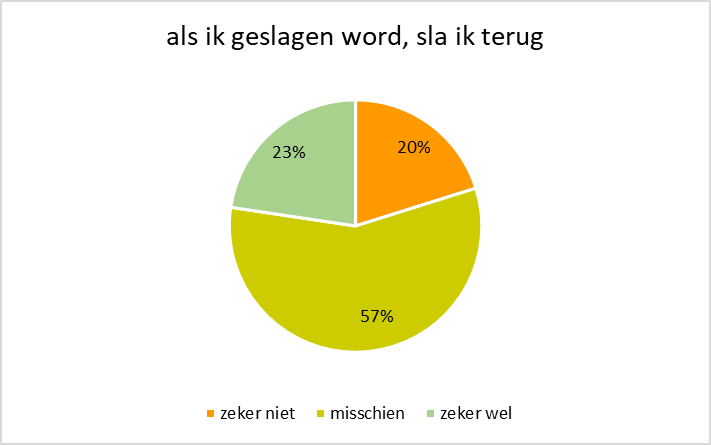 als ik geslagen word, sla ik terug
20%
23%
57%
zeker niet misschien zeker wel